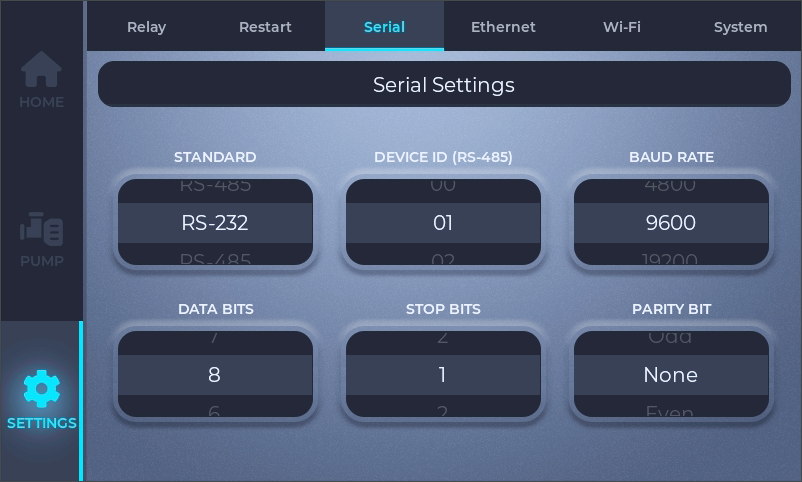 Relay
Restart
Serial
Ethernet
Wi-Fi
System
HOME
PUMP
SETTINGS
Serial Settings
STANDARD
RS-485
RS-232
RS-485
DEVICE ID (RS-485)
00
01
02
BAUD RATE
4800
9600
19200
DATA BITS
7
8
6
STOP BITS
2
1
2
PARITY BIT
Odd
None
Even